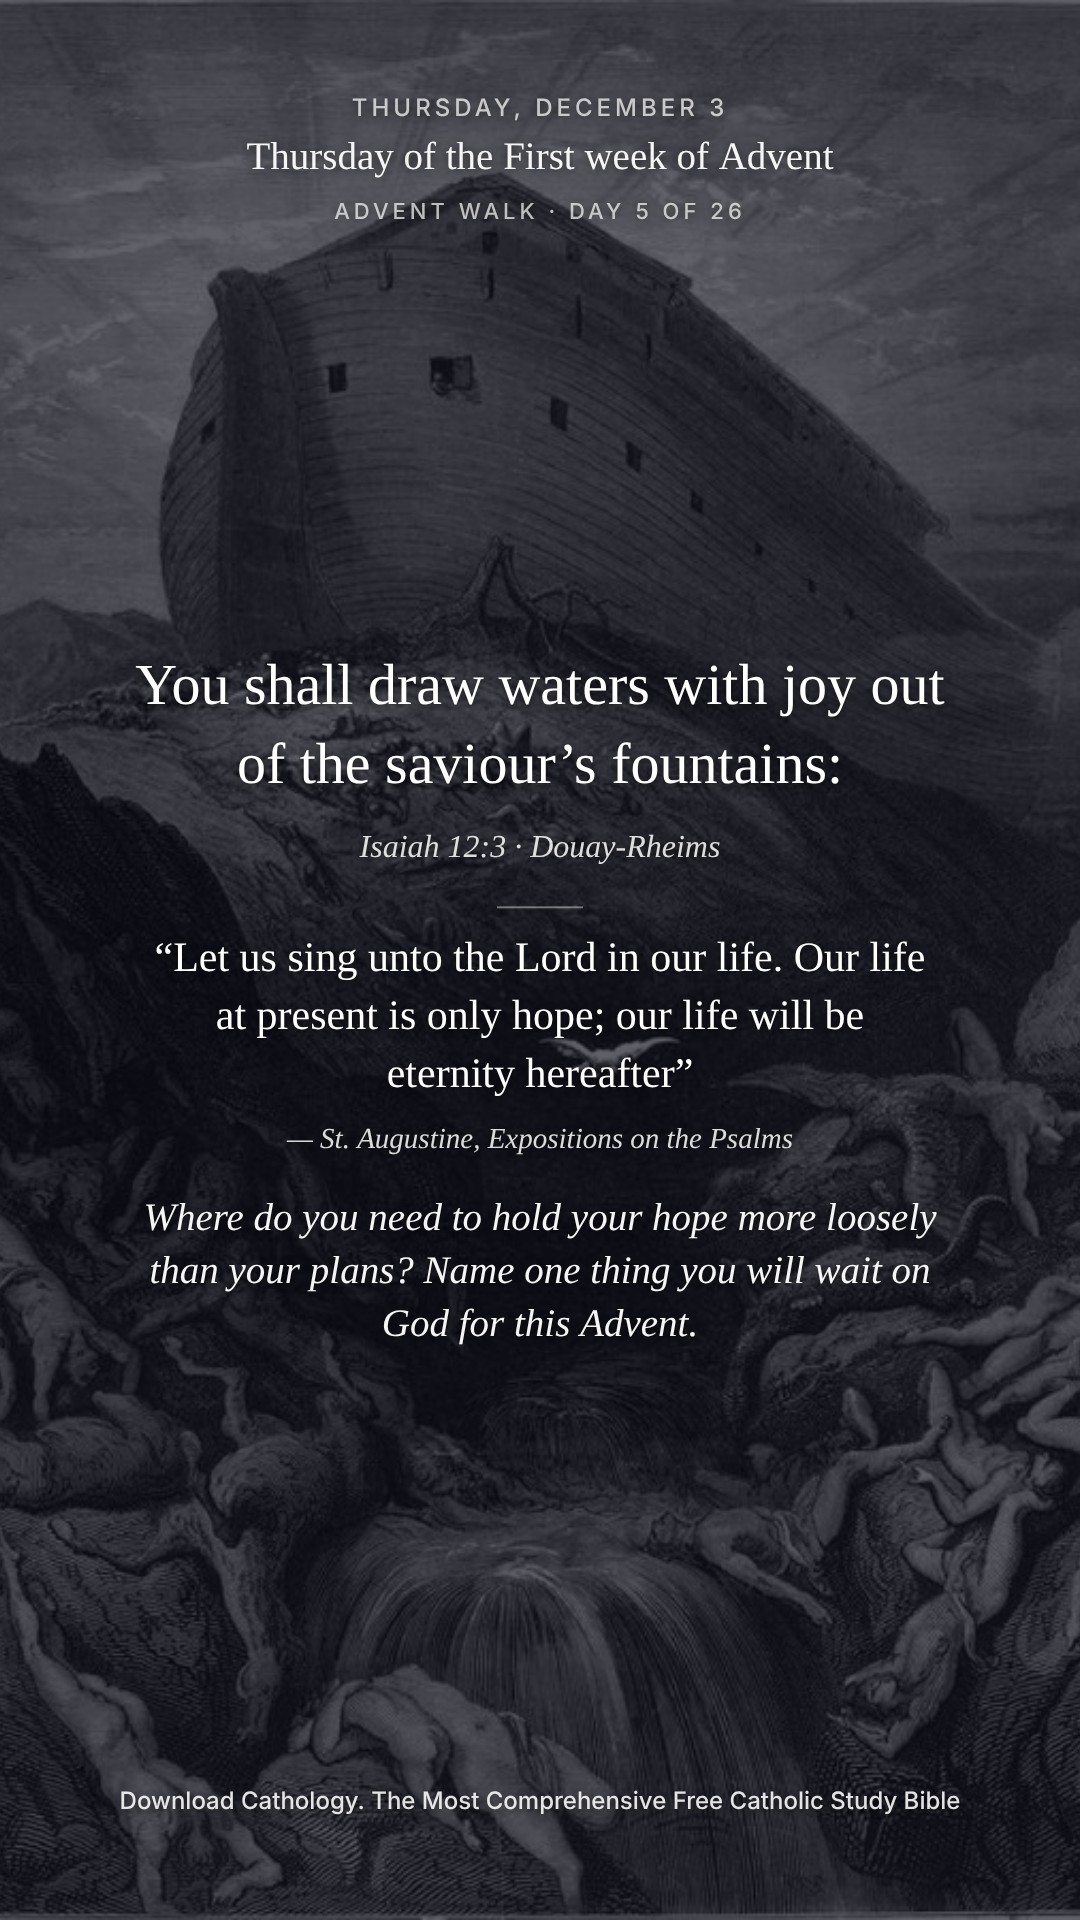 THURSDAY, DECEMBER 3
Thursday of the First week of Advent
ADVENT WALK · DAY 5 OF 26
You shall draw waters with joy out
of the saviour’s fountains:
Isaiah 12:3 · Douay-Rheims
“Let us sing unto the Lord in our life. Our life
at present is only hope; our life will be
eternity hereafter”
— St. Augustine, Expositions on the Psalms
Where do you need to hold your hope more loosely
than your plans? Name one thing you will wait on
God for this Advent.
Download Cathology. The Most Comprehensive Free Catholic Study Bible